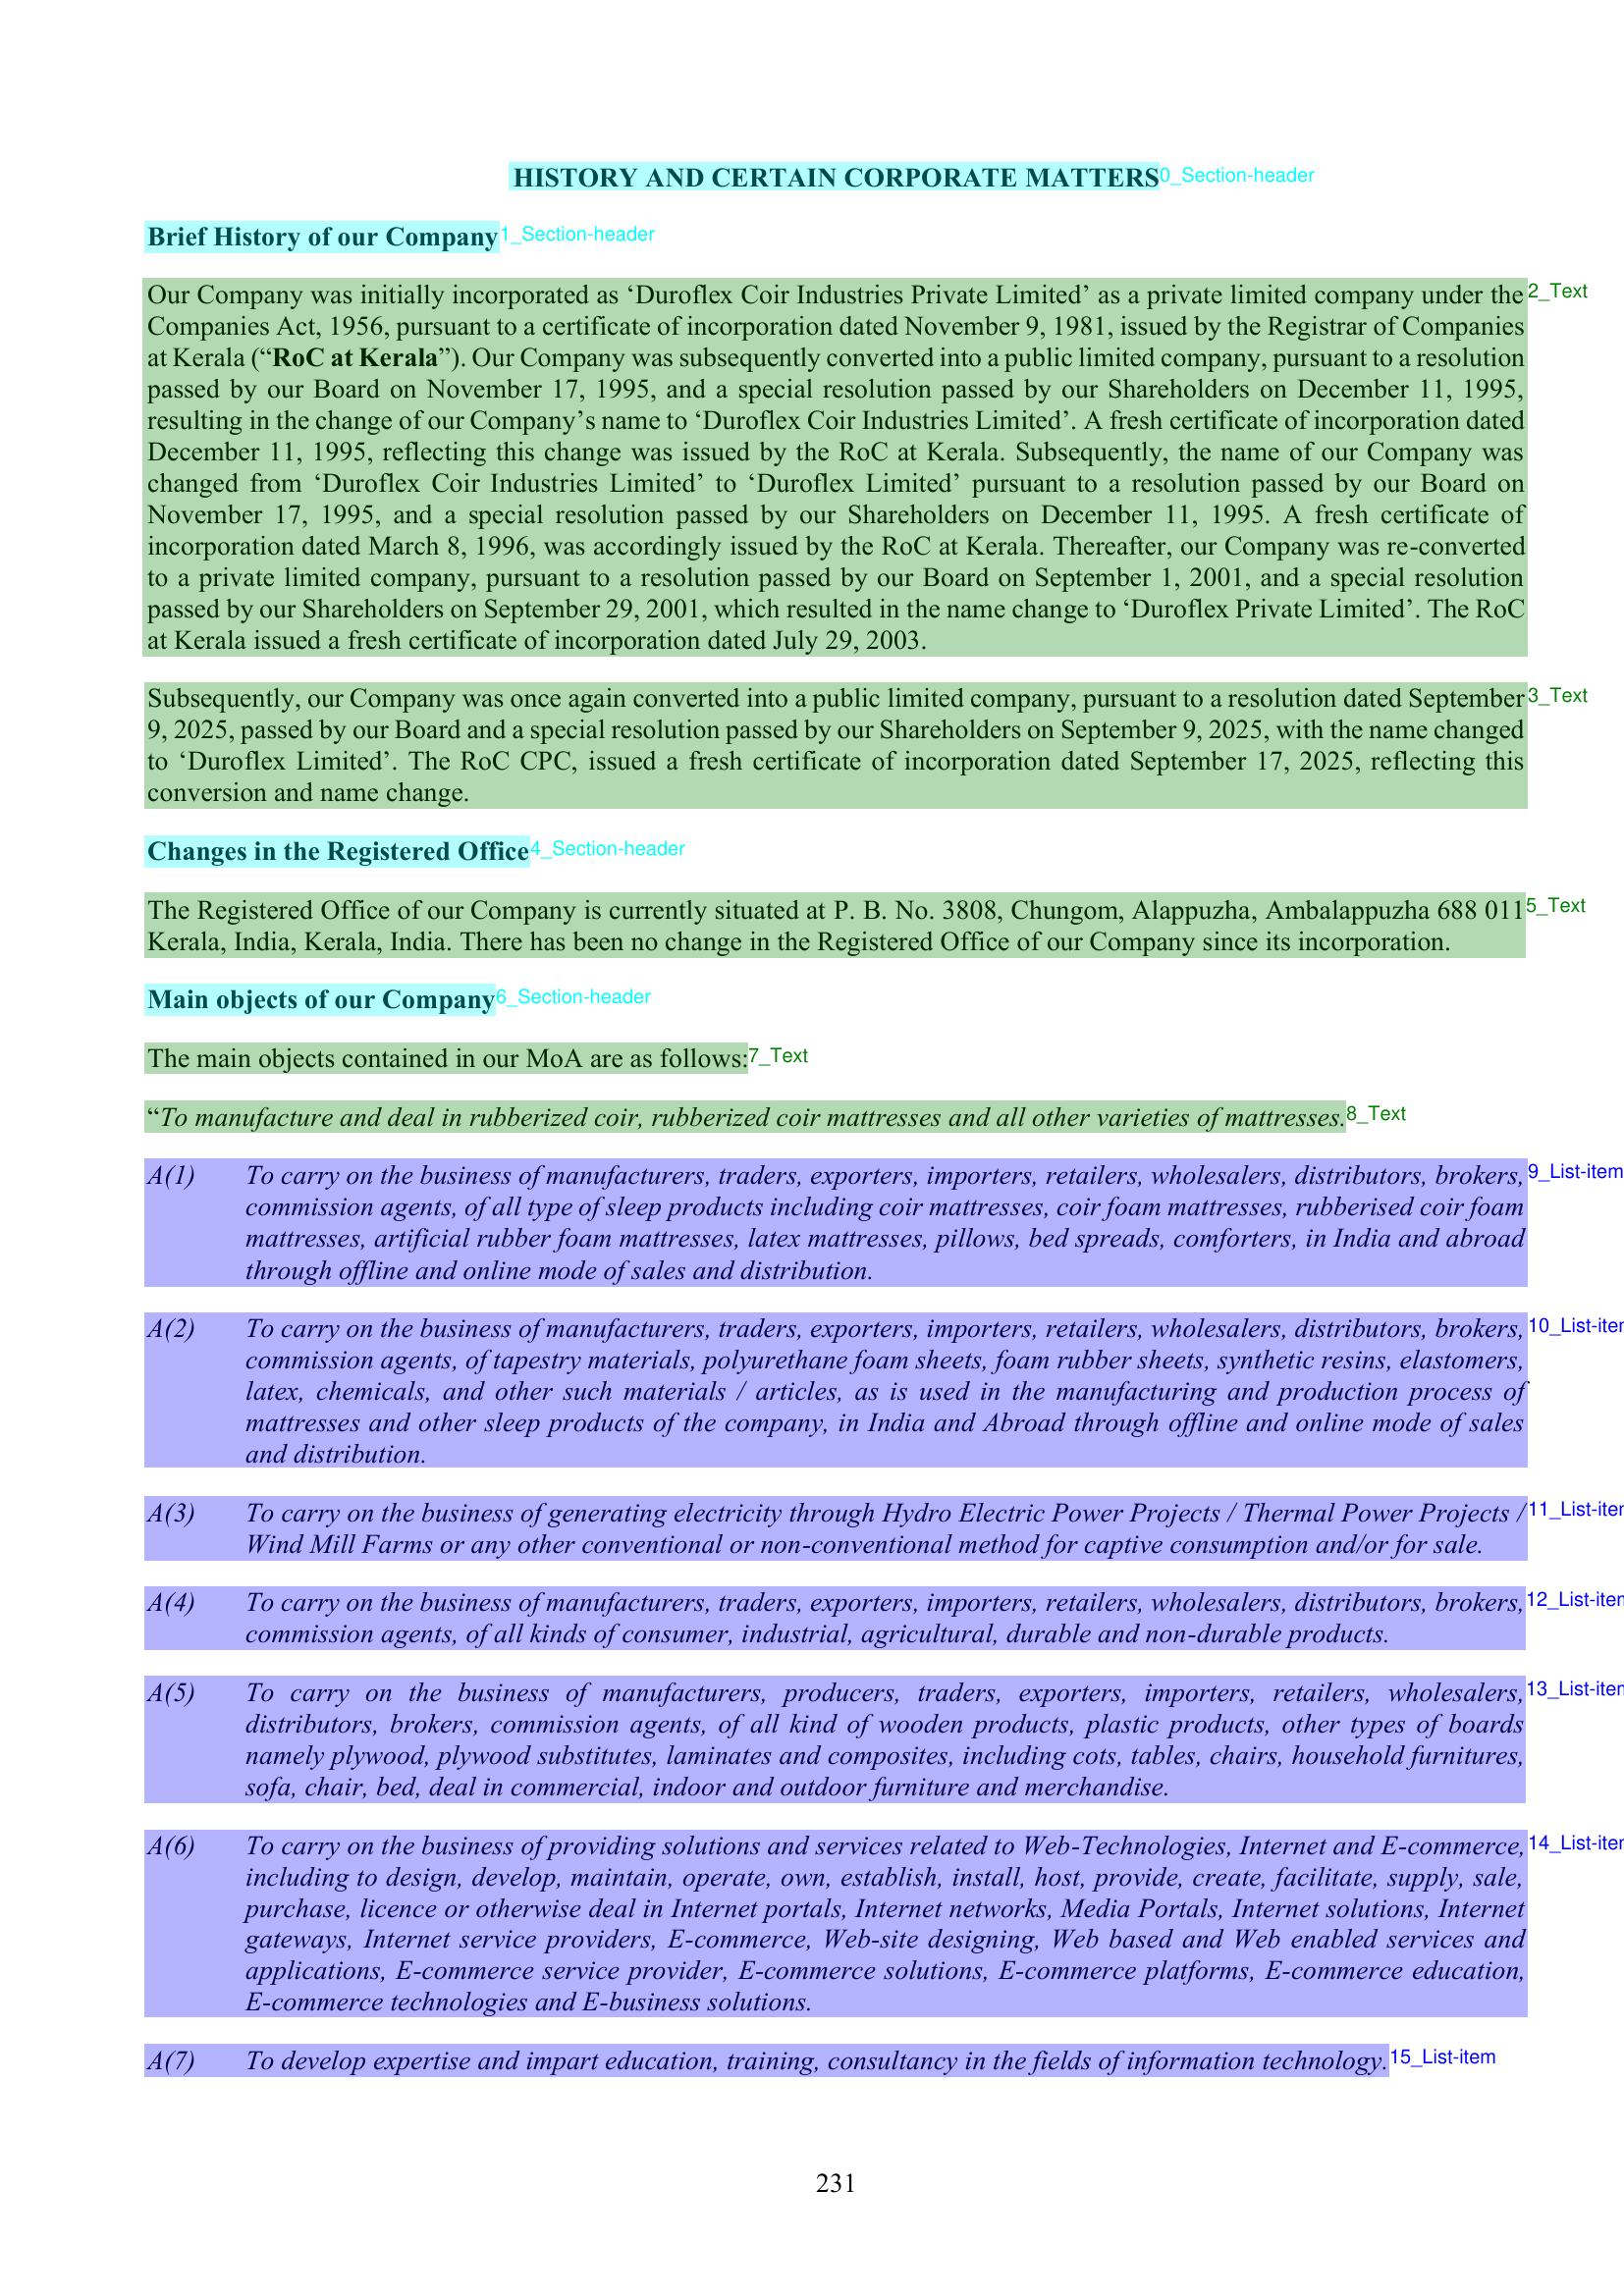 HISTORY AND CERTAIN CORPORATE MATTERS0_Section-header
Brief History of our Company1_Section-header
Our Company was initially incorporated as ‘Duroflex Coir Industries Private Limited’ as a private limited company under the 2_Text
Companies Act, 1956, pursuant to a certificate of incorporation dated November 9, 1981, issued by the Registrar of Companies
at Kerala (“RoC at Kerala”). Our Company was subsequently converted into a public limited company, pursuant to a resolution
passed by our Board on November 17, 1995, and a special resolution passed by our Shareholders on December 11, 1995,
resulting in the change of our Company’s name to ‘Duroflex Coir Industries Limited’. A fresh certificate of incorporation dated
December 11, 1995, reflecting this change was issued by the RoC at Kerala. Subsequently, the name of our Company was
changed from ‘Duroflex Coir Industries Limited’ to ‘Duroflex Limited’ pursuant to a resolution passed by our Board on
November 17, 1995, and a special resolution passed by our Shareholders on December 11, 1995. A fresh certificate of
incorporation dated March 8, 1996, was accordingly issued by the RoC at Kerala. Thereafter, our Company was re-converted
to a private limited company, pursuant to a resolution passed by our Board on September 1, 2001, and a special resolution
passed by our Shareholders on September 29, 2001, which resulted in the name change to ‘Duroflex Private Limited’. The RoC
at Kerala issued a fresh certificate of incorporation dated July 29, 2003.
Subsequently, our Company was once again converted into a public limited company, pursuant to a resolution dated September 3_Text
9, 2025, passed by our Board and a special resolution passed by our Shareholders on September 9, 2025, with the name changed
to ‘Duroflex Limited’. The RoC CPC, issued a fresh certificate of incorporation dated September 17, 2025, reflecting this
conversion and name change.
Changes in the Registered Office4_Section-header
The Registered Office of our Company is currently situated at P. B. No. 3808, Chungom, Alappuzha, Ambalappuzha 688 011 5_Text
Kerala, India, Kerala, India. There has been no change in the Registered Office of our Company since its incorporation.
Main objects of our Company6_Section-header
The main objects contained in our MoA are as follows:7_Text
“To manufacture and deal in rubberized coir, rubberized coir mattresses and all other varieties of mattresses.8_Text
A(1) To carry on the business of manufacturers, traders, exporters, importers, retailers, wholesalers, distributors, brokers, 9_List-item
commission agents, of all type of sleep products including coir mattresses, coir foam mattresses, rubberised coir foam
mattresses, artificial rubber foam mattresses, latex mattresses, pillows, bed spreads, comforters, in India and abroad
through offline and online mode of sales and distribution.
A(2) To carry on the business of manufacturers, traders, exporters, importers, retailers, wholesalers, distributors, brokers, 10_List-iter
commission agents, of tapestry materials, polyurethane foam sheets, foam rubber sheets, synthetic resins, elastomers,
latex, chemicals, and other such materials / articles, as is used in the manufacturing and production process of
mattresses and other sleep products of the company, in India and Abroad through offline and online mode of sales
and distribution.
A(3) To carry on the business of generating electricity through Hydro Electric Power Projects / Thermal Power Projects / 11_List-iter
Wind Mill Farms or any other conventional or non-conventional method for captive consumption and/or for sale.
A(4) To carry on the business of manufacturers, traders, exporters, importers, retailers, wholesalers, distributors, brokers, 12_List-iten
commission agents, of all kinds of consumer, industrial, agricultural, durable and non-durable products.
A(5) To carry on the business of manufacturers, producers, traders, exporters, importers, retailers, wholesalers, 13_List-iten
distributors, brokers, commission agents, of all kind of wooden products, plastic products, other types of boards
namely plywood, plywood substitutes, laminates and composites, including cots, tables, chairs, household furnitures,
sofa, chair, bed, deal in commercial, indoor and outdoor furniture and merchandise.
A(6) To carry on the business of providing solutions and services related to Web-Technologies, Internet and E-commerce, 14_List-iter
including to design, develop, maintain, operate, own, establish, install, host, provide, create, facilitate, supply, sale,
purchase, licence or otherwise deal in Internet portals, Internet networks, Media Portals, Internet solutions, Internet
gateways, Internet service providers, E-commerce, Web-site designing, Web based and Web enabled services and
applications, E-commerce service provider, E-commerce solutions, E-commerce platforms, E-commerce education,
E-commerce technologies and E-business solutions.
A(7) To develop expertise and impart education, training, consultancy in the fields of information technology.15_List-item
231